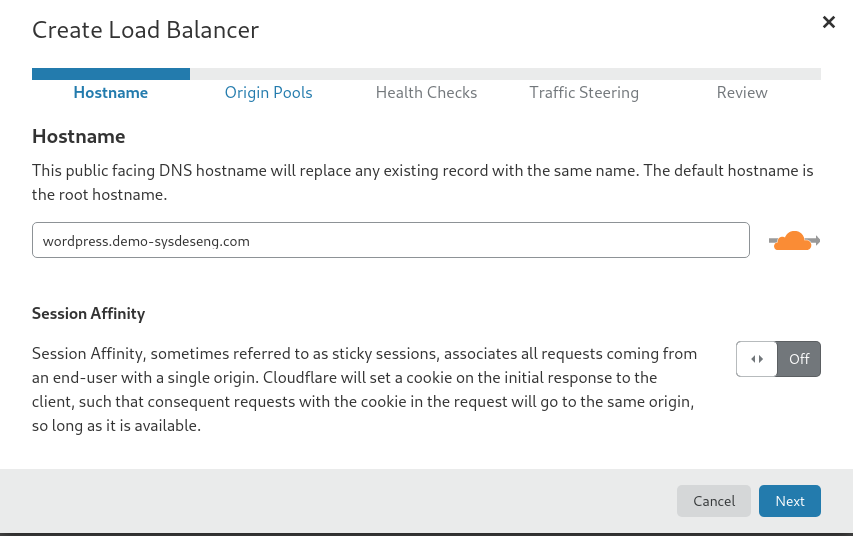 Create Load Balancer
Hostname
Origin Pools
Health Checks
Traffic Steering
Review
Hostname
This public facing DNS hostname will replace any existing record with the same name. The default hostname is
the root hostname.
wordpress.demo-sysdeseng.com
Session Affinity
Session Affinity, sometimes referred to as sticky sessions, associates all requests coming from
an end-user with a single origin. Cloudflare will set a cookie on the initial response to the
client, such that consequent requests with the cookie in the request will go to the same origin,
so long as it is available.
Off
Cancel
Next